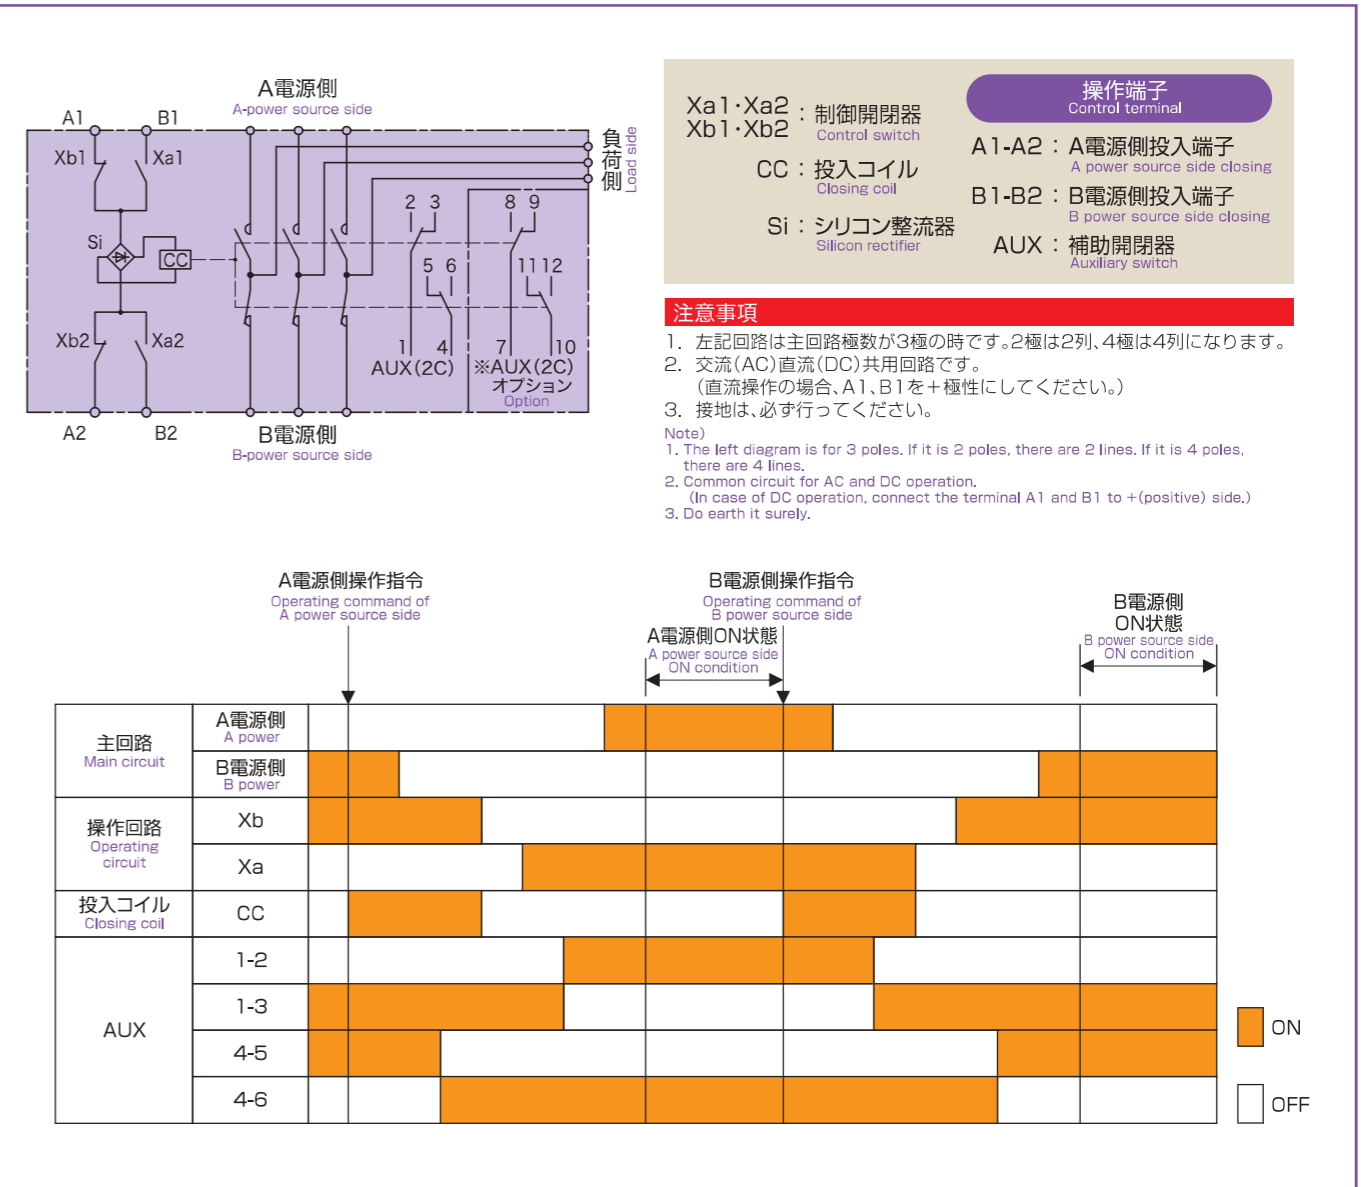 A電源側
A-power source side
A1
B1
Xb1
Xa1
負荷側
Load side
2 3
8 9
Si
CC
5 6
11 12
Xb2
Xa2
1
4
7
10
AUX(2C)
※AUX(2C)
オプション
Option
A2
B2
B電源側
B-power source side
Xa1・Xa2
Xb1・Xb2
：制御開閉器
Control switch
CC：投入コイル
Closing coil
Si：シリコン整流器
Silicon rectifier
操作端子
Control terminal
A1-A2：A電源側投入端子
A power source side closing
B1-B2：B電源側投入端子
B power source side closing
AUX：補助開閉器
Auxiliary switch
注意事項
1. 左記回路は主回路極数が3極の時です。2極は2列、4極は4列になります。
2. 交流(AC)直流(DC)共用回路です。
(直流操作の場合、A1、B1を＋極性にしてください。)
3. 接地は、必ず行ってください。
Note)
1. The left diagram is for 3 poles. If it is 2 poles, there are 2 lines. If it is 4 poles,
there are 4 lines.
2. Common circuit for AC and DC operation.
(In case of DC operation, connect the terminal A1 and B1 to +(positive) side.)
3. Do earth it surely.
A電源側操作指令
Operating command of
A power source side
B電源側操作指令
Operating command of
B power source side
A電源側ON状態
A power source side
ON condition
B電源側
ON状態
B power source side
ON condition
主回路
Main circuit
A電源側
A power
B電源側
B power
操作回路
Operating
circuit
Xb
Xa
投入コイル
Closing coil
CC
AUX
1-2
1-3
4-5
4-6
ON
OFF